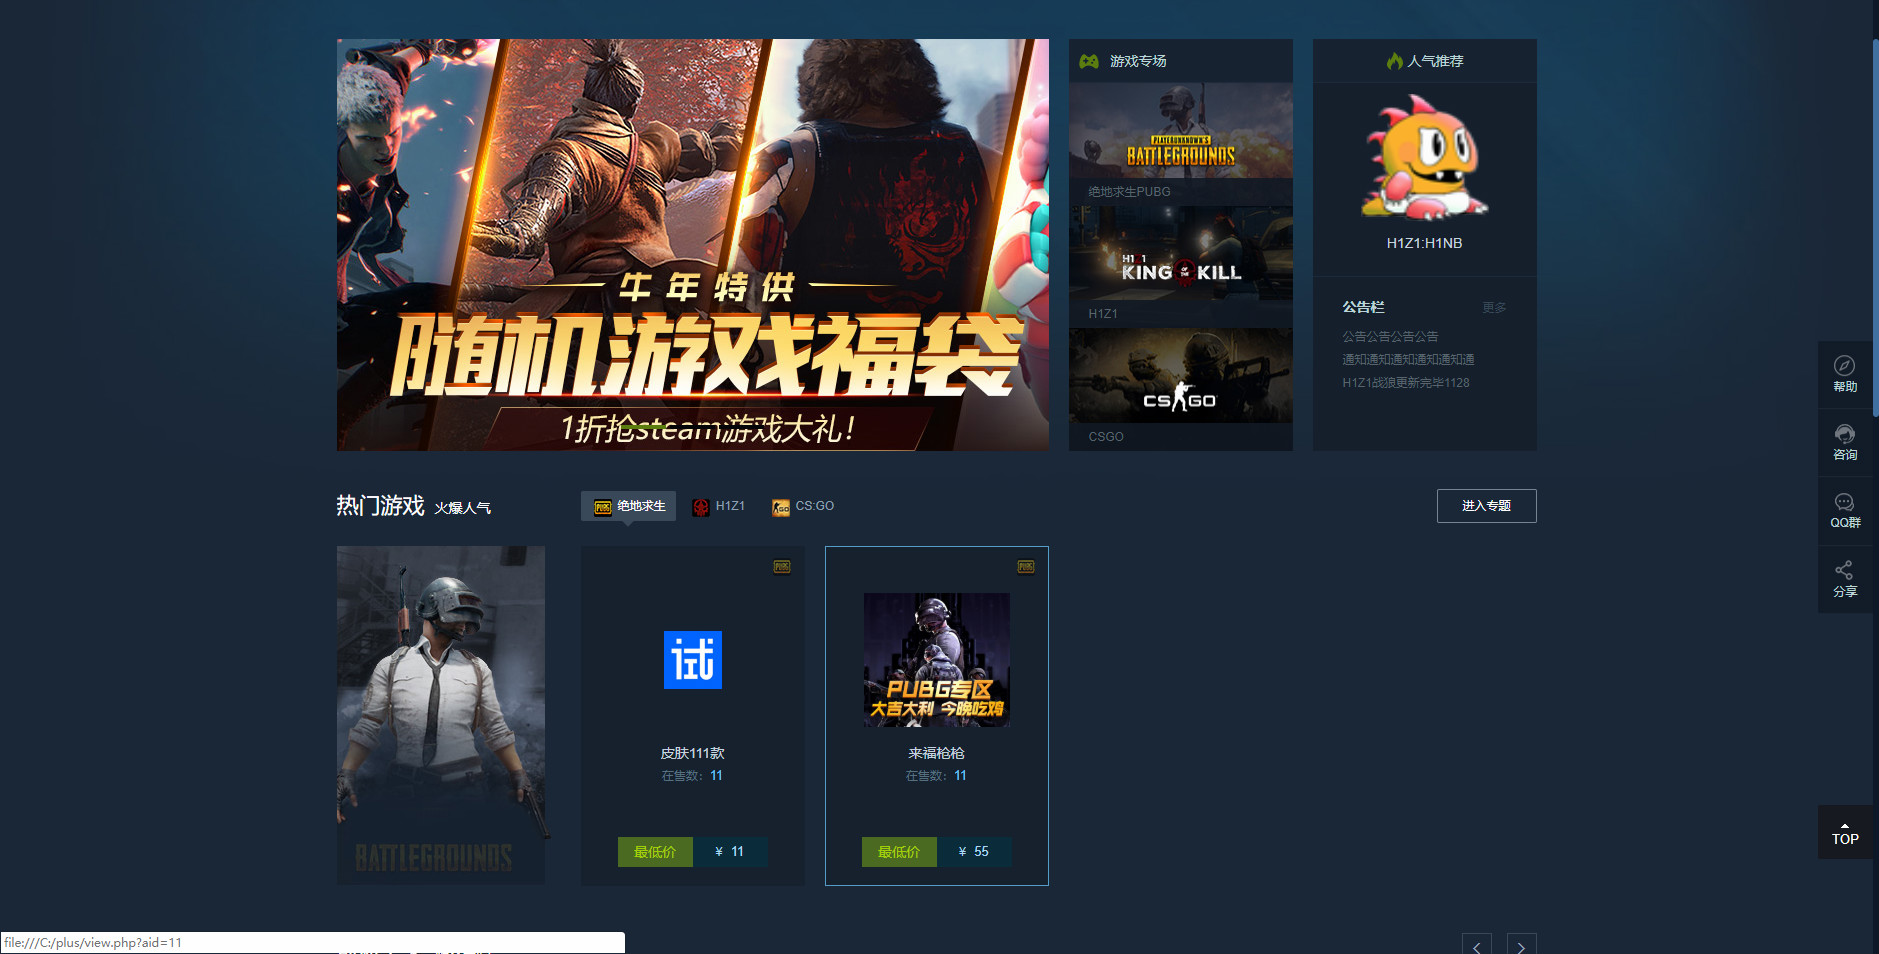 牛年特供
随机游戏福袋
1折抢steam游戏大礼！
游戏专场
PLAYERUNKNOWN'S
BATTLEGROUNDS
绝地求生PUBG
H1Z1
KING OF THE KILL
H1Z1
CS GO
CSGO
人气推荐
H1Z1:H1NB
公告栏
更多
公告公告公告公告
通知通知通知通知通知通
H1Z1战狼更新完毕1128
帮助
咨询
QQ群
分享
热门游戏 火爆人气
绝地求生
H1Z1
CS:GO
进入专题
BATTLEGROUNDS
试
皮肤111款
在售数：11
最低价 ¥ 11
PUBG专区
大吉大利 今晚吃鸡
来福枪枪
在售数：11
最低价 ¥ 55
TOP
file:///C:/plus/view.php?aid=11